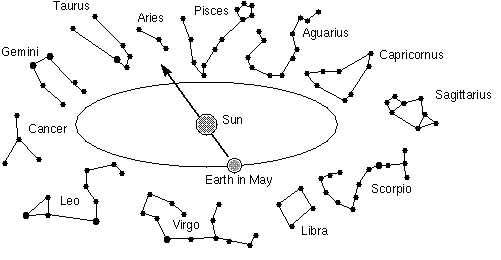 Taurus
Aries
Pisces
Aguarius
Gemini
Capricornus
Sagittarius
Cancer
Sun
Earth in May
Scorpio
Leo
Virgo
Libra